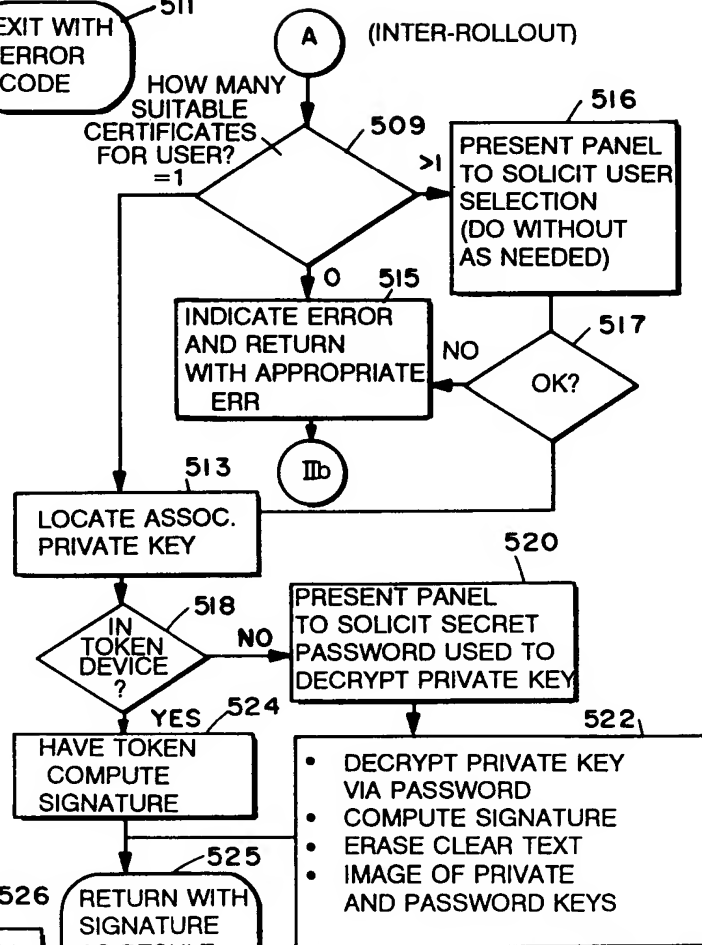 511
EXIT WITH
ERROR
CODE
A
(INTER-ROLLOUT)
HOW MANY
SUITABLE
CERTIFICATES
FOR USER?
=1
509
>1
516
PRESENT PANEL
TO SOLICIT USER
SELECTION
(DO WITHOUT
AS NEEDED)
0
515
INDICATE ERROR
AND RETURN
WITH APPROPRIATE
ERR
NO
517
OK?
IIb
513
LOCATE ASSOC.
PRIVATE KEY
518
IN
TOKEN
DEVICE
?
NO
520
PRESENT PANEL
TO SOLICIT SECRET
PASSWORD USED TO
DECRYPT PRIVATE KEY
YES
524
HAVE TOKEN
COMPUTE
SIGNATURE
522
• DECRYPT PRIVATE KEY
VIA PASSWORD
• COMPUTE SIGNATURE
• ERASE CLEAR TEXT
• IMAGE OF PRIVATE
AND PASSWORD KEYS
525
526
RETURN WITH
SIGNATURE